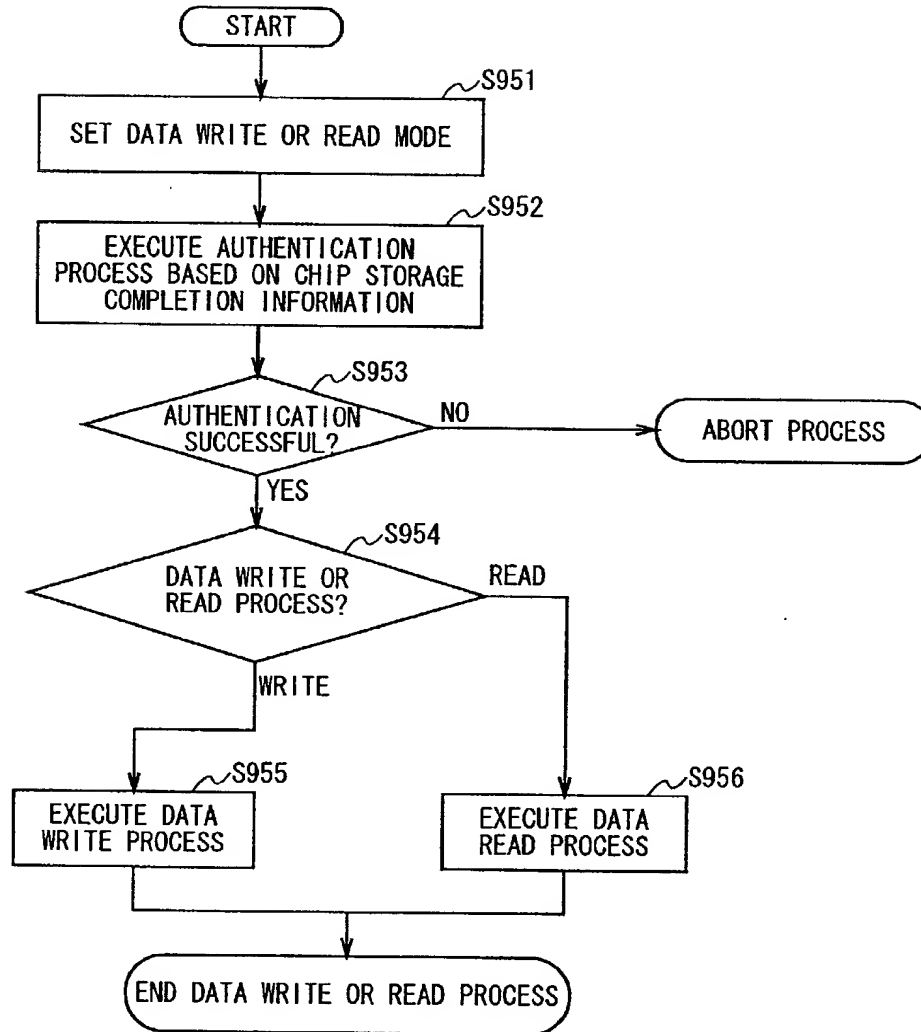 START
S951
SET DATA WRITE OR READ MODE
S952
EXECUTE AUTHENTICATION
PROCESS BASED ON CHIP STORAGE
COMPLETION INFORMATION
S953
AUTHENTICATION
SUCCESSFUL?
NO
ABORT PROCESS
YES
S954
DATA WRITE OR
READ PROCESS?
READ
WRITE
S955
EXECUTE DATA
WRITE PROCESS
S956
EXECUTE DATA
READ PROCESS
END DATA WRITE OR READ PROCESS